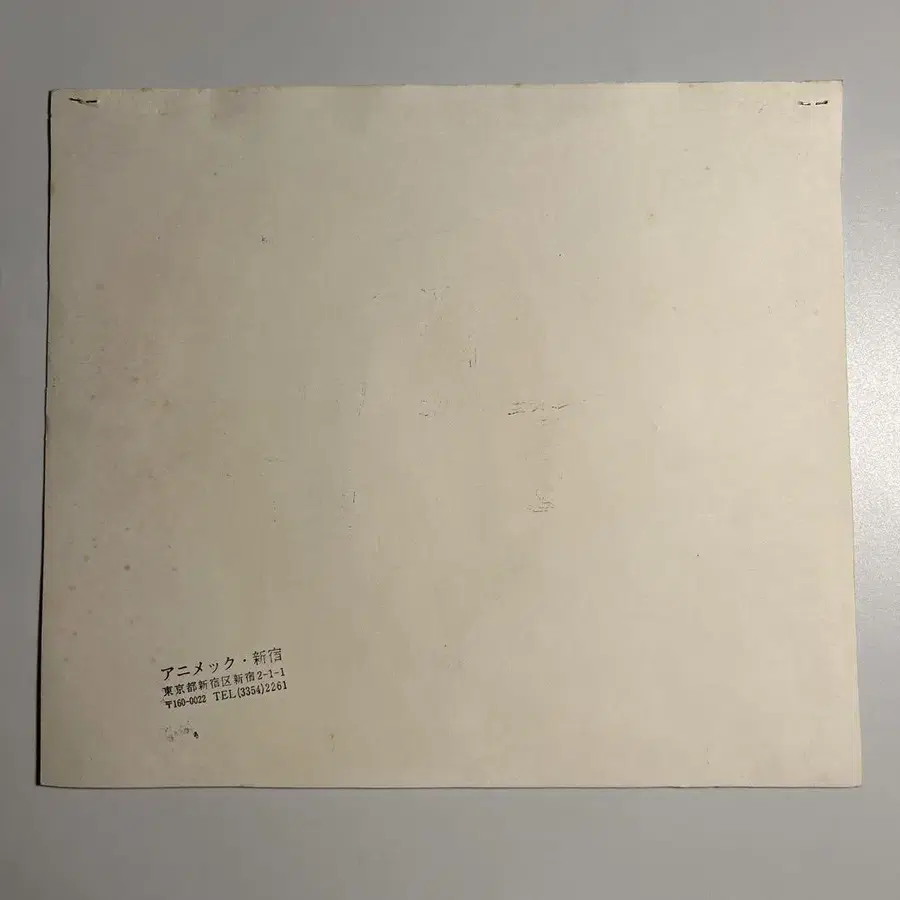 アニメック・新宿
東京都新宿区新宿2-1-1
〒160-0022 TEL(3354)2261